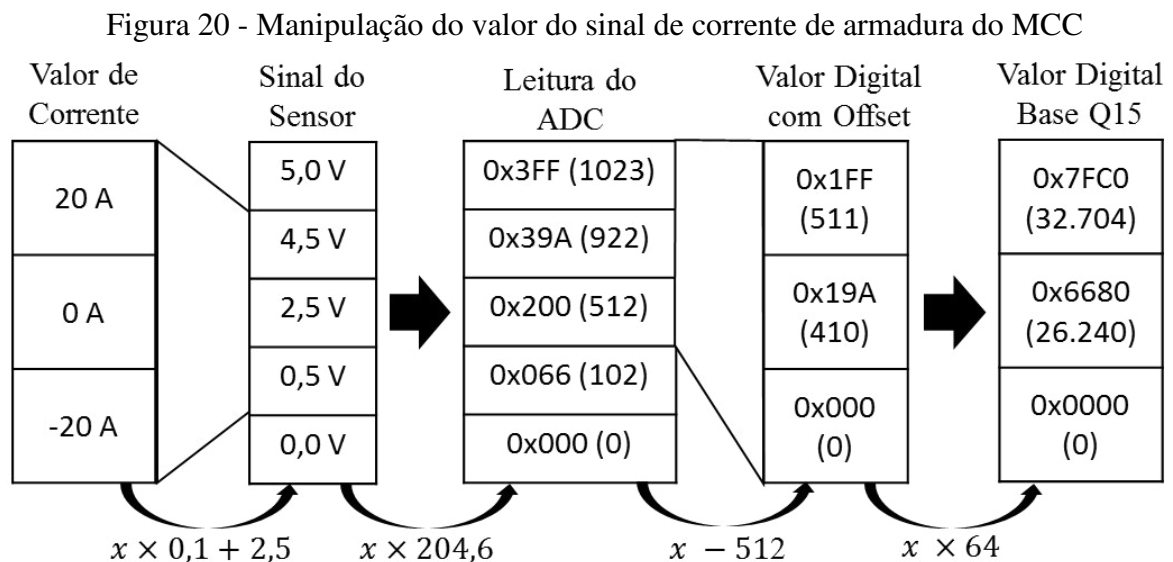 Figura 20 - Manipulação do valor do sinal de corrente de armadura do MCC
Valor de
Corrente
20 A
0 A
-20 A
Sinal do
Sensor
5,0 V
4,5 V
2,5 V
0,5 V
0,0 V
Leitura do
ADC
0x3FF (1023)
0x39A (922)
0x200 (512)
0x066 (102)
0x000 (0)
Valor Digital
com Offset
0x1FF
(511)
0x19A
(410)
0x000
(0)
Valor Digital
Base Q15
0x7FC0
(32.704)
0x6680
(26.240)
0x0000
(0)
x × 0,1 + 2,5
x × 204,6
x − 512
x × 64